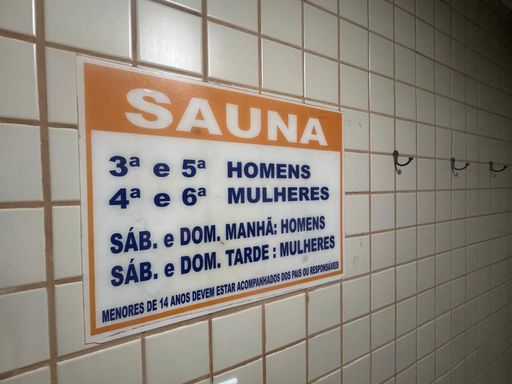 SAUNA
3ª e 5ª HOMENS
4ª e 6ª MULHERES
SÁB. e DOM. MANHÃ: HOMENS
SÁB. e DOM. TARDE : MULHERES
MENORES DE 14 ANOS DEVEM ESTAR ACOMPANHADOS DOS PAIS OU RESPONSÁVEIS